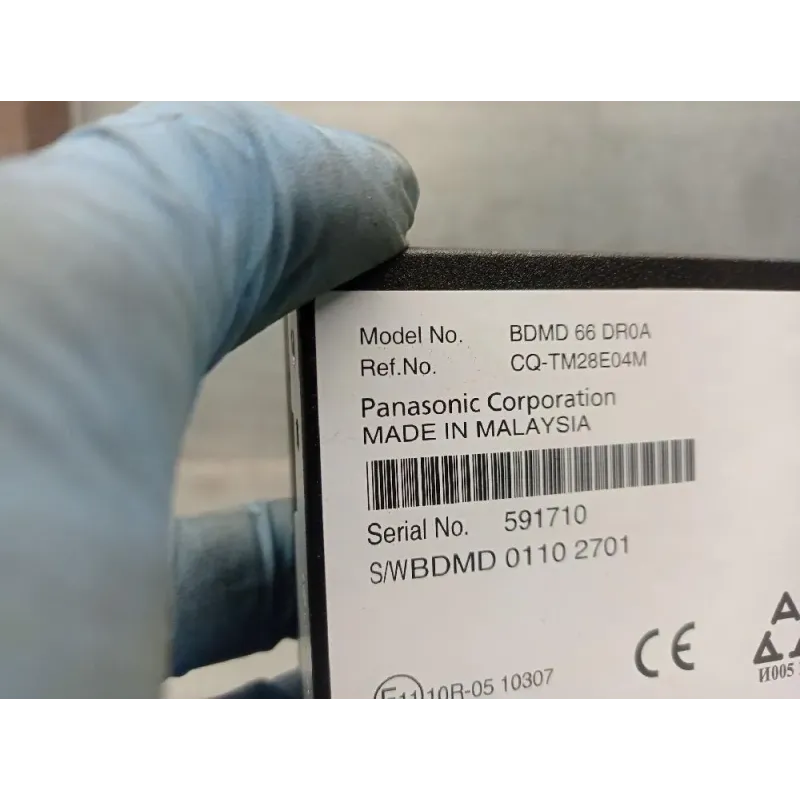 Model No. BDMD 66 DR0A
Ref.No. CQ-TM28E04M
Panasonic Corporation
MADE IN MALAYSIA
Serial No. 591710
S/WBDMD 0110 2701
CE
E11 10R-05 10307
И005